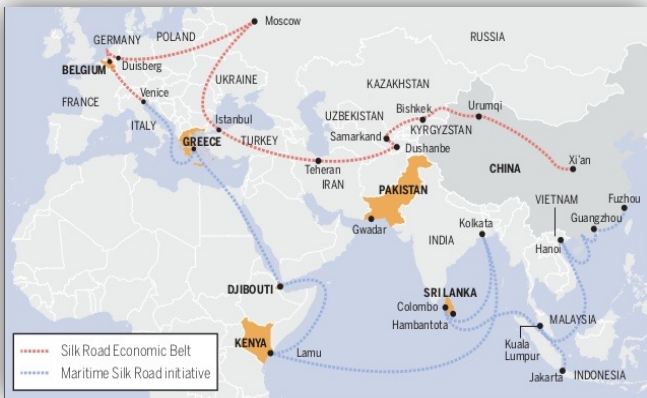 Moscow
GERMANY
POLAND
RUSSIA
Duisberg
BELGIUM
UKRAINE
KAZAKHSTAN
FRANCE
Venice
Bishkek
Urumqi
UZBEKISTAN
ITALY
Istanbul
KYRGYZSTAN
Samarkand
GREECE
TURKEY
Dushanbe
Xi'an
Teheran
CHINA
IRAN
PAKISTAN
VIETNAM
Fuzhou
Guangzhou
Gwadar
Kolkata
INDIA
Hanoi
DJIBOUTI
SRI LANKA
Colombo
Hambantota
MALAYSIA
KENYA
Lamu
Kuala
Lumpur
Jakarta
INDONESIA
Silk Road Economic Belt
Maritime Silk Road initiative